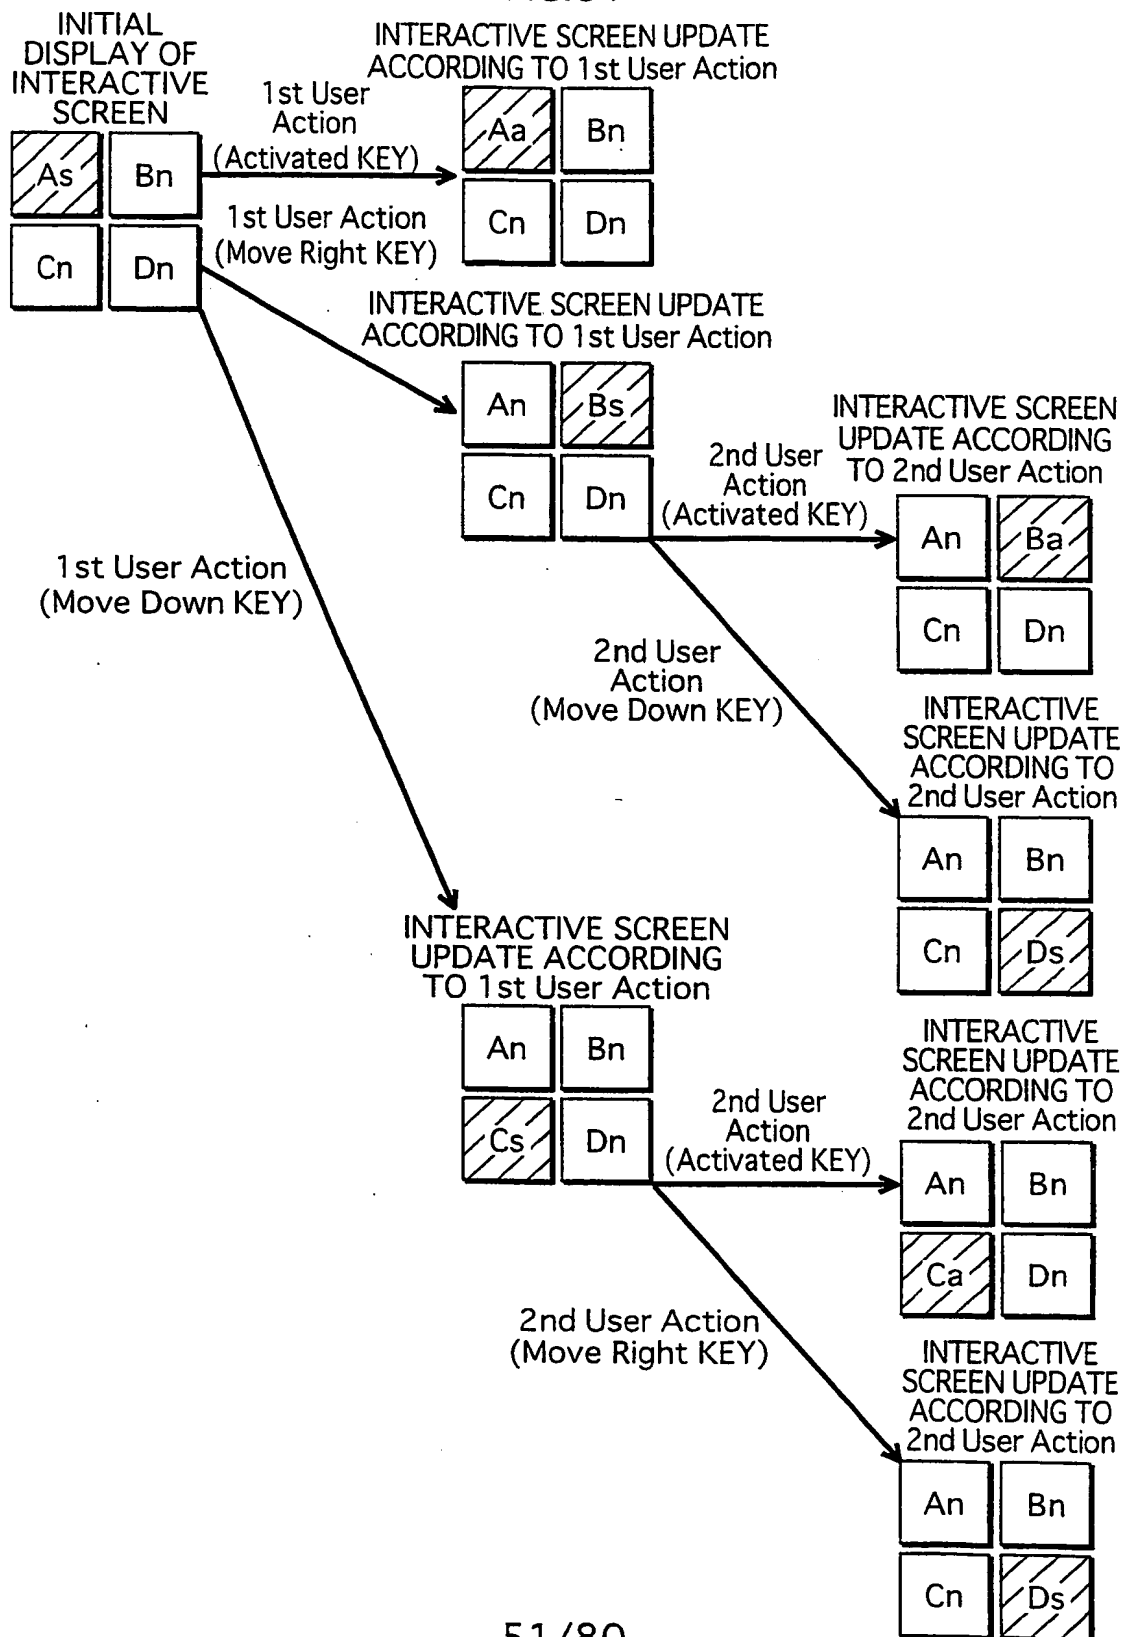 INITIAL
DISPLAY OF
INTERACTIVE
SCREEN
As
Bn
Cn
Dn
1st User
Action
(Activated KEY)
INTERACTIVE SCREEN UPDATE
ACCORDING TO 1st User Action
Aa
Bn
Cn
Dn
1st User Action
(Move Right KEY)
INTERACTIVE SCREEN UPDATE
ACCORDING TO 1st User Action
An
Bs
Cn
Dn
2nd User
Action
(Activated KEY)
INTERACTIVE SCREEN
UPDATE ACCORDING
TO 2nd User Action
An
Ba
Cn
Dn
2nd User
Action
(Move Down KEY)
INTERACTIVE
SCREEN UPDATE
ACCORDING TO
2nd User Action
An
Bn
Cn
Ds
1st User Action
(Move Down KEY)
INTERACTIVE SCREEN
UPDATE ACCORDING
TO 1st User Action
An
Bn
Cs
Dn
2nd User
Action
(Activated KEY)
INTERACTIVE
SCREEN UPDATE
ACCORDING TO
2nd User Action
An
Bn
Ca
Dn
2nd User Action
(Move Right KEY)
INTERACTIVE
SCREEN UPDATE
ACCORDING TO
2nd User Action
An
Bn
Cn
Ds
51/80